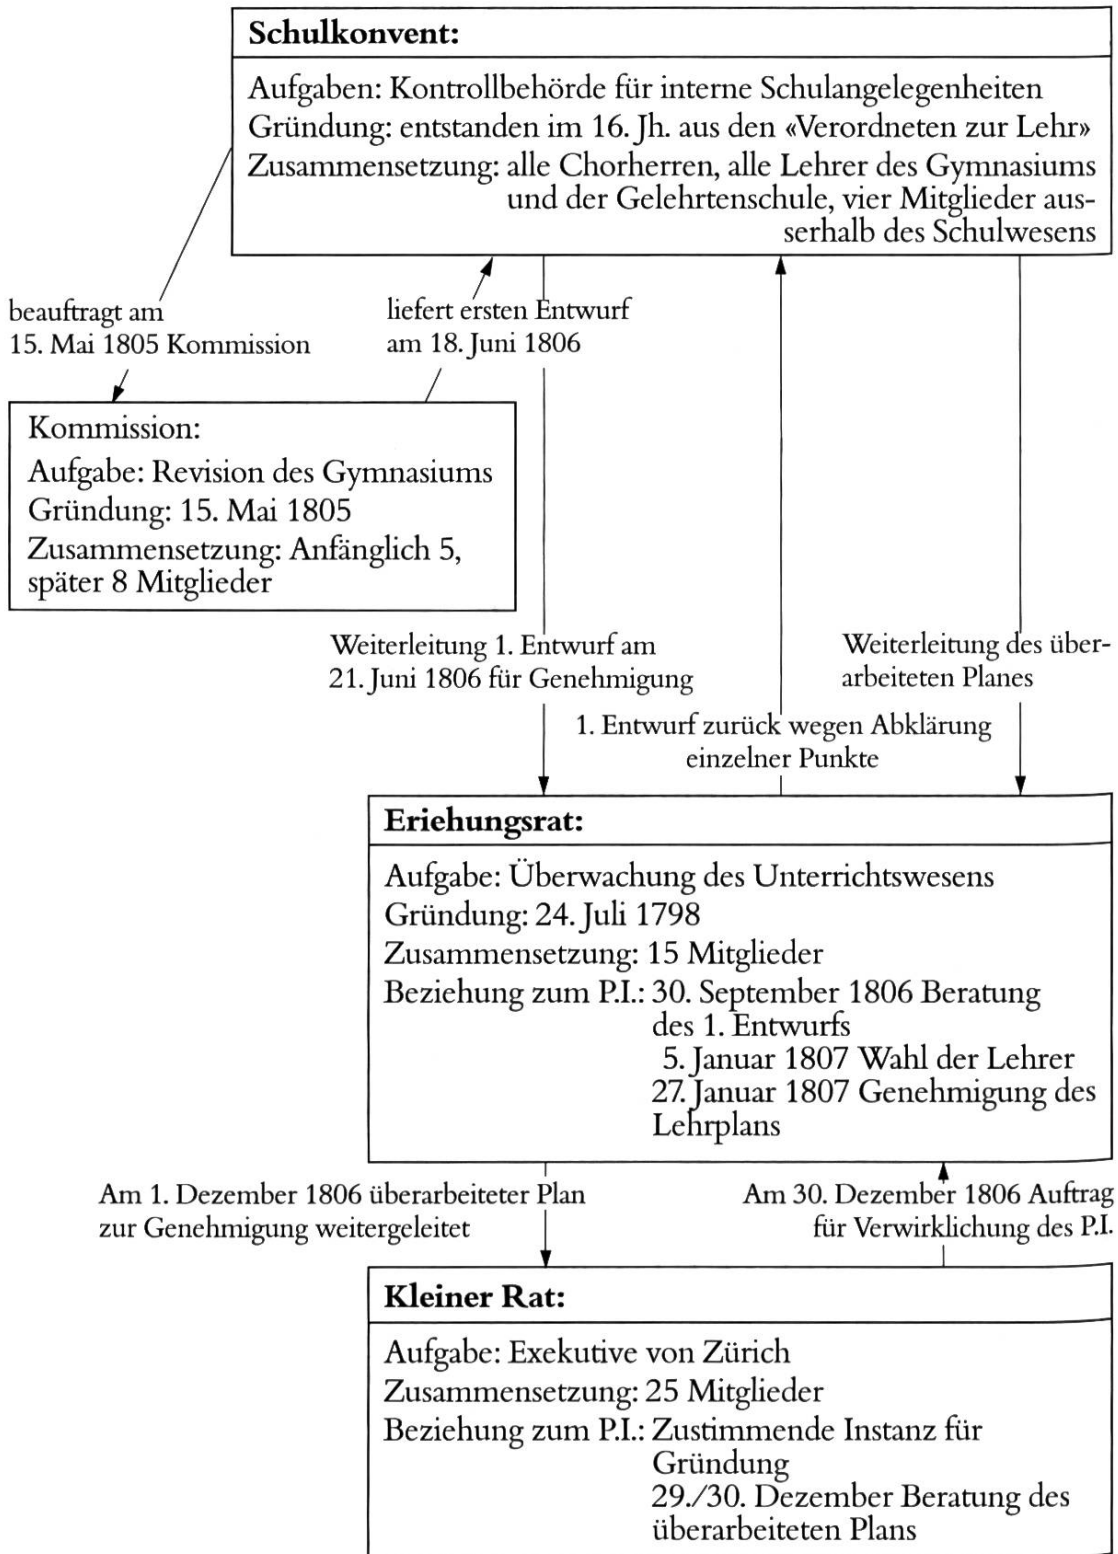 Schulkonvent:
Aufgaben: Kontrollbehörde für interne Schulangelegenheiten
Gründung: entstanden im 16. Jh. aus den «Verordneten zur Lehr»
Zusammensetzung: alle Chorherren, alle Lehrer des Gymnasiums
und der Gelehrtenschule, vier Mitglieder aus-
serhalb des Schulwesens
beauftragt am
15. Mai 1805 Kommission
liefert ersten Entwurf
am 18. Juni 1806
Kommission:
Aufgabe: Revision des Gymnasiums
Gründung: 15. Mai 1805
Zusammensetzung: Anfänglich 5,
später 8 Mitglieder
Weiterleitung 1. Entwurf am
21. Juni 1806 für Genehmigung
Weiterleitung des über-
arbeiteten Planes
1. Entwurf zurück wegen Abklärung
einzelner Punkte
Eriehungsrat:
Aufgabe: Überwachung des Unterrichtswesens
Gründung: 24. Juli 1798
Zusammensetzung: 15 Mitglieder
Beziehung zum P.I.: 30. September 1806 Beratung
des 1. Entwurfs
5. Januar 1807 Wahl der Lehrer
27. Januar 1807 Genehmigung des
Lehrplans
Am 1. Dezember 1806 überarbeiteter Plan
zur Genehmigung weitergeleitet
Am 30. Dezember 1806 Auftrag
für Verwirklichung des P.I.
Kleiner Rat:
Aufgabe: Exekutive von Zürich
Zusammensetzung: 25 Mitglieder
Beziehung zum P.I.: Zustimmende Instanz für
Gründung
29./30. Dezember Beratung des
überarbeiteten Plans